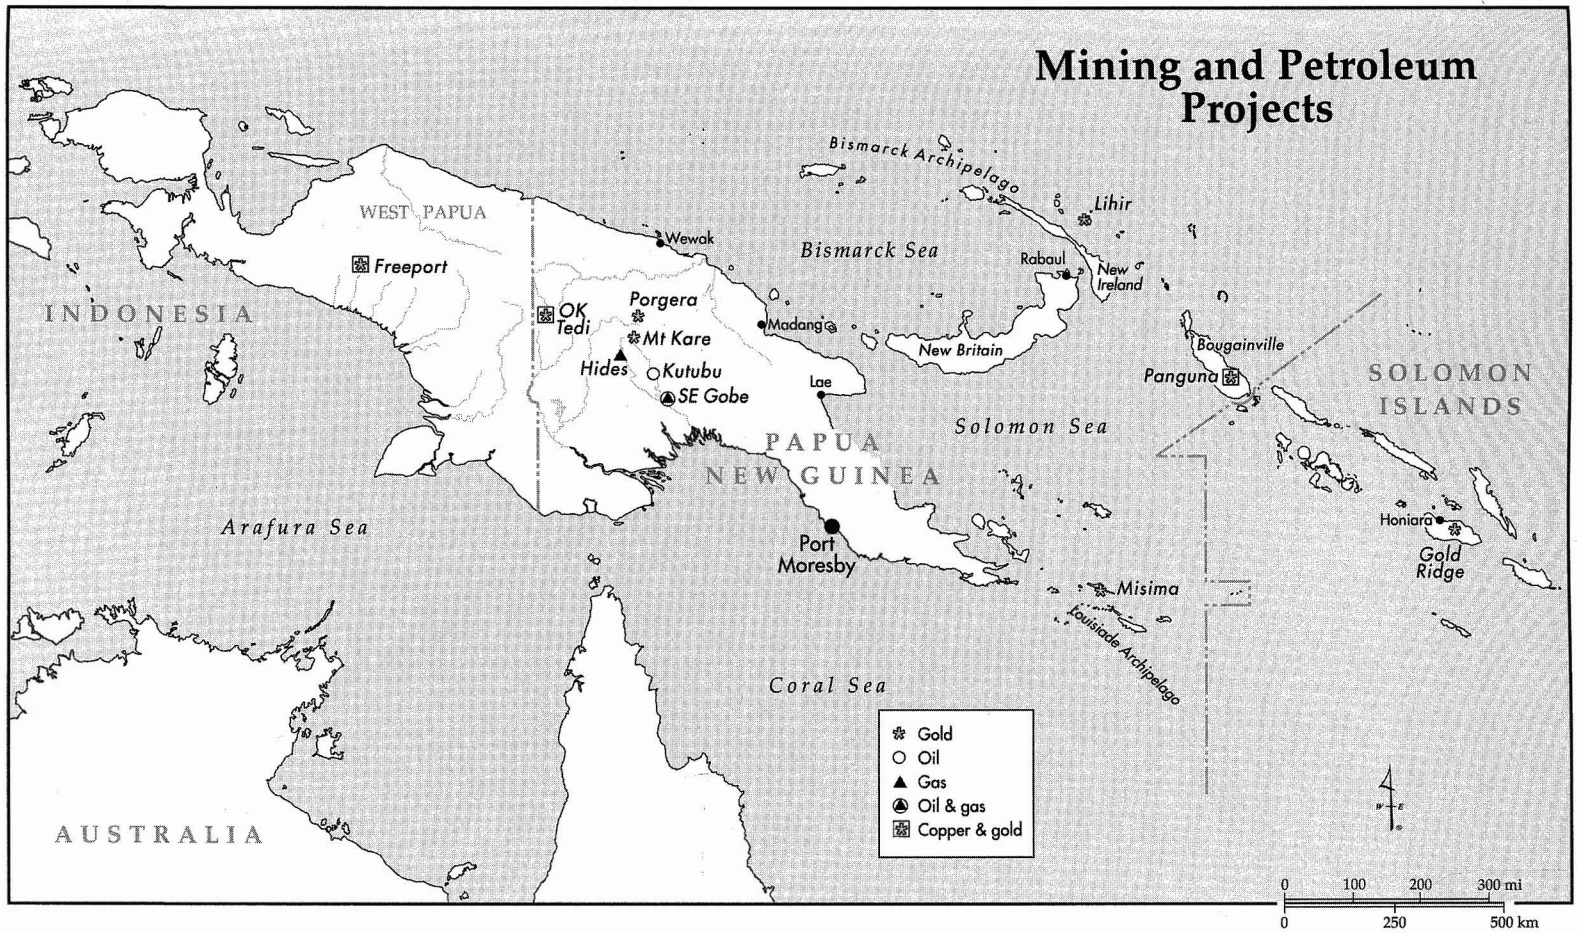 Mining and Petroleum
Projects
Bismarck Archipelago
Lihir
WEST PAPUA
Wewak
Bismarck Sea
Rabaul
New
Ireland
Freeport
INDONESIA
Porgera
OK
Tedi
Madang
Mt Kare
New Britain
Bougainville
Hides
Kutubu
Lae
Panguna
SOLOMON
ISLANDS
SE Gobe
Solomon Sea
PAPUA
NEW GUINEA
Arafura Sea
Honiara
Port
Moresby
Gold
Ridge
Misima
Louisiade Archipelago
Coral Sea
Gold
Oil
Gas
Oil & gas
Copper & gold
AUSTRALIA
W E
0 100 200 300 mi
0 250 500 km